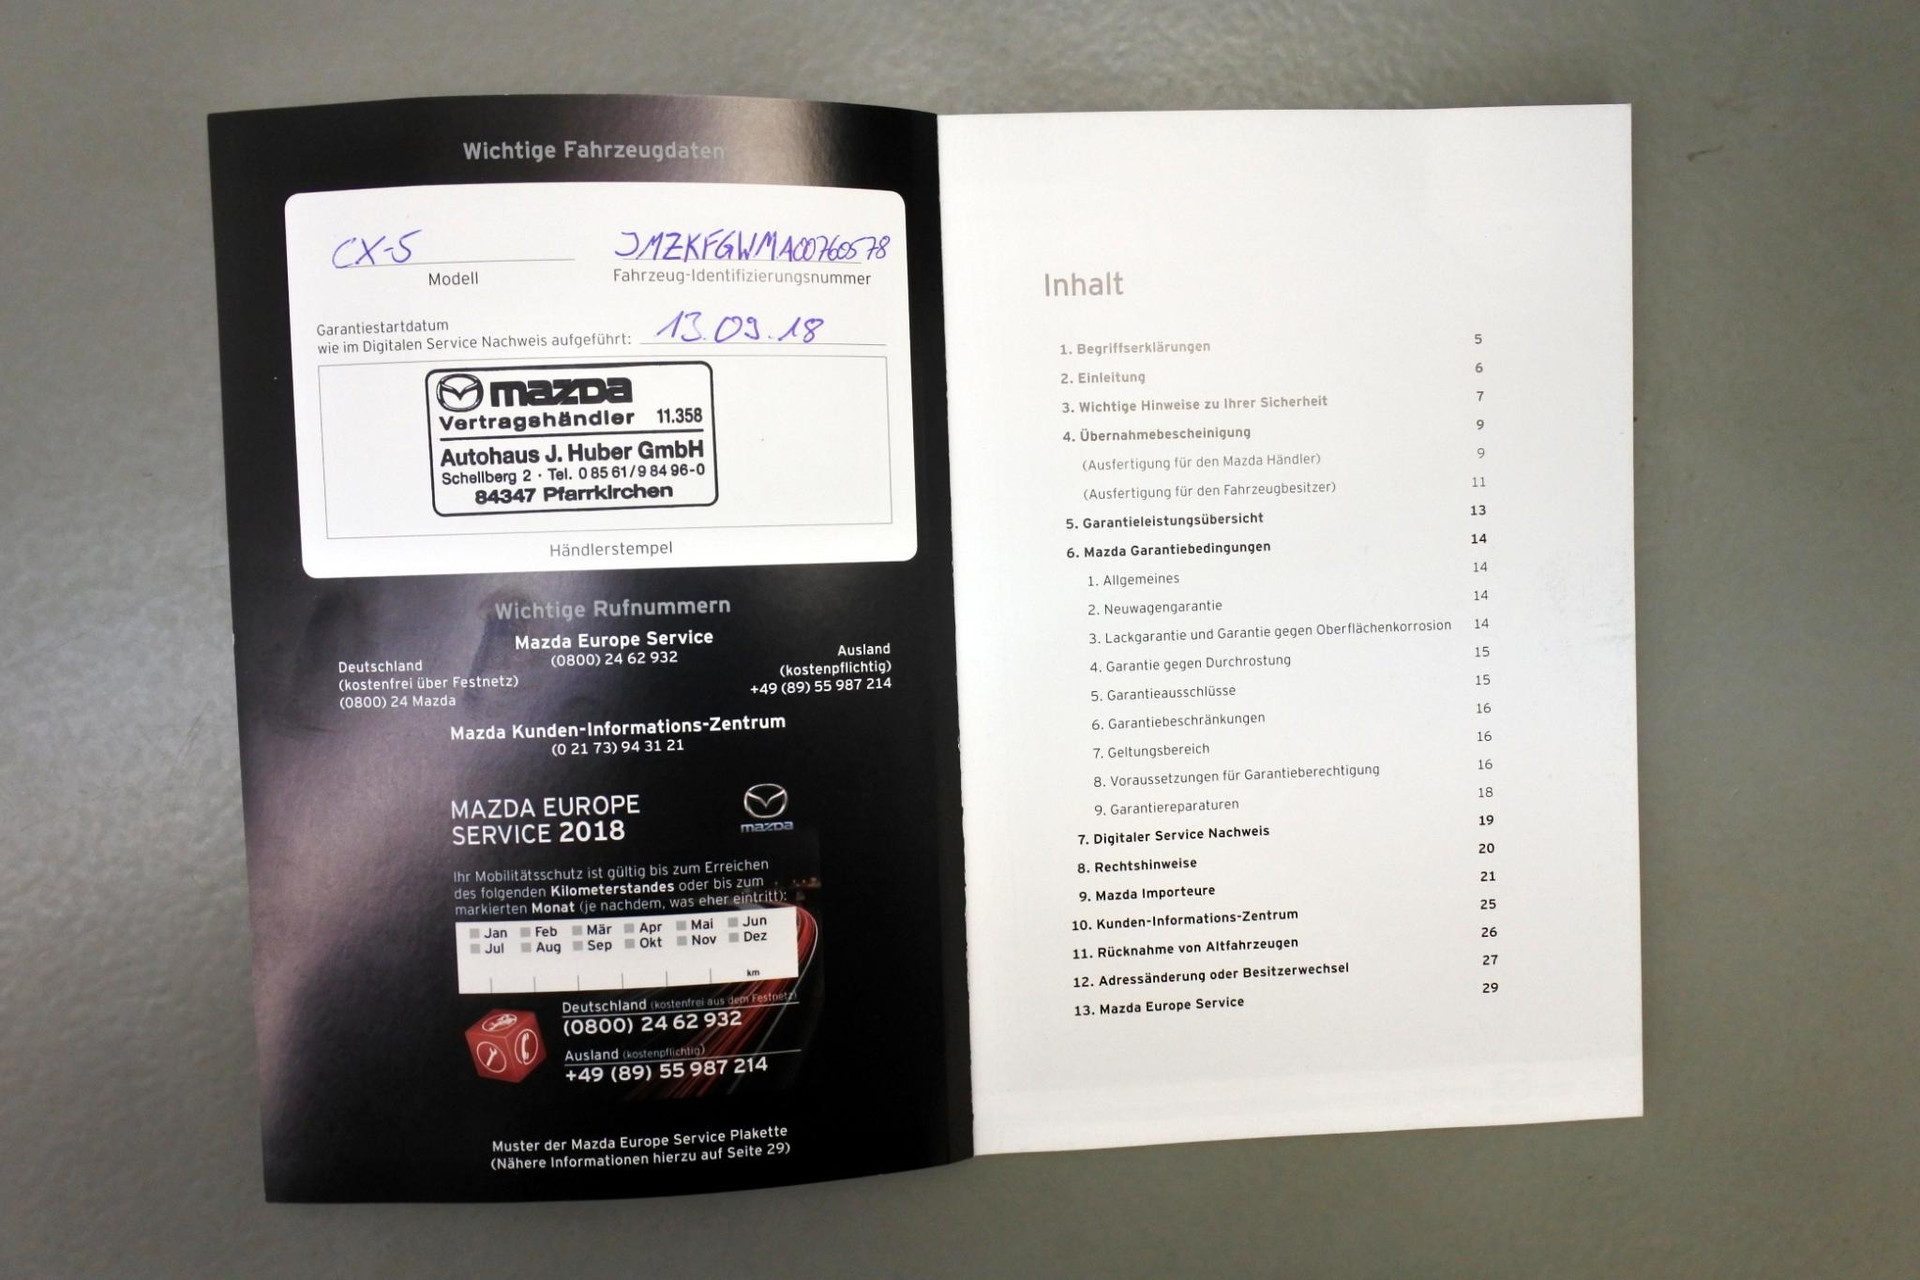 Wichtige Fahrzeugdaten
CX-5
JMZKFGWMA00760578
Modell
Fahrzeug-Identifizierungsnummer
Garantiestartdatum
wie im Digitalen Service Nachweis aufgeführt: 13.09.18
mazda
Vertragshändler 11.358
Autohaus J. Huber GmbH
Schellberg 2 · Tel. 0 85 61 / 9 84 96-0
84347 Pfarrkirchen
Händlerstempel
Wichtige Rufnummern
Mazda Europe Service
(0800) 24 62 932
Deutschland
(kostenfrei über Festnetz)
(0800) 24 Mazda
Ausland
(kostenpflichtig)
+49 (89) 55 987 214
Mazda Kunden-Informations-Zentrum
(0 21 73) 94 31 21
MAZDA EUROPE
SERVICE 2018
mazda
Ihr Mobilitätsschutz ist gültig bis zum Erreichen
des folgenden Kilometerstandes oder bis zum
markierten Monat (je nachdem, was eher eintritt):
Jan Feb Mär Apr Mai Jun
Jul Aug Sep Okt Nov Dez
km
Deutschland (kostenfrei aus dem Festnetz)
(0800) 24 62 932
Ausland (kostenpflichtig)
+49 (89) 55 987 214
Muster der Mazda Europe Service Plakette
(Nähere Informationen hierzu auf Seite 29)
Inhalt
1. Begriffserklärungen 5
2. Einleitung 6
3. Wichtige Hinweise zu Ihrer Sicherheit 7
4. Übernahmebescheinigung 9
(Ausfertigung für den Mazda Händler) 9
(Ausfertigung für den Fahrzeugbesitzer) 11
5. Garantieleistungsübersicht 13
6. Mazda Garantiebedingungen 14
1. Allgemeines 14
2. Neuwagengarantie 14
3. Lackgarantie und Garantie gegen Oberflächenkorrosion 14
4. Garantie gegen Durchrostung 15
5. Garantieausschlüsse 15
6. Garantiebeschränkungen 16
7. Geltungsbereich 16
8. Voraussetzungen für Garantieberechtigung 16
9. Garantiereparaturen 18
7. Digitaler Service Nachweis 19
8. Rechtshinweise 20
9. Mazda Importeure 21
10. Kunden-Informations-Zentrum 25
11. Rücknahme von Altfahrzeugen 26
12. Adressänderung oder Besitzerwechsel 27
13. Mazda Europe Service 29